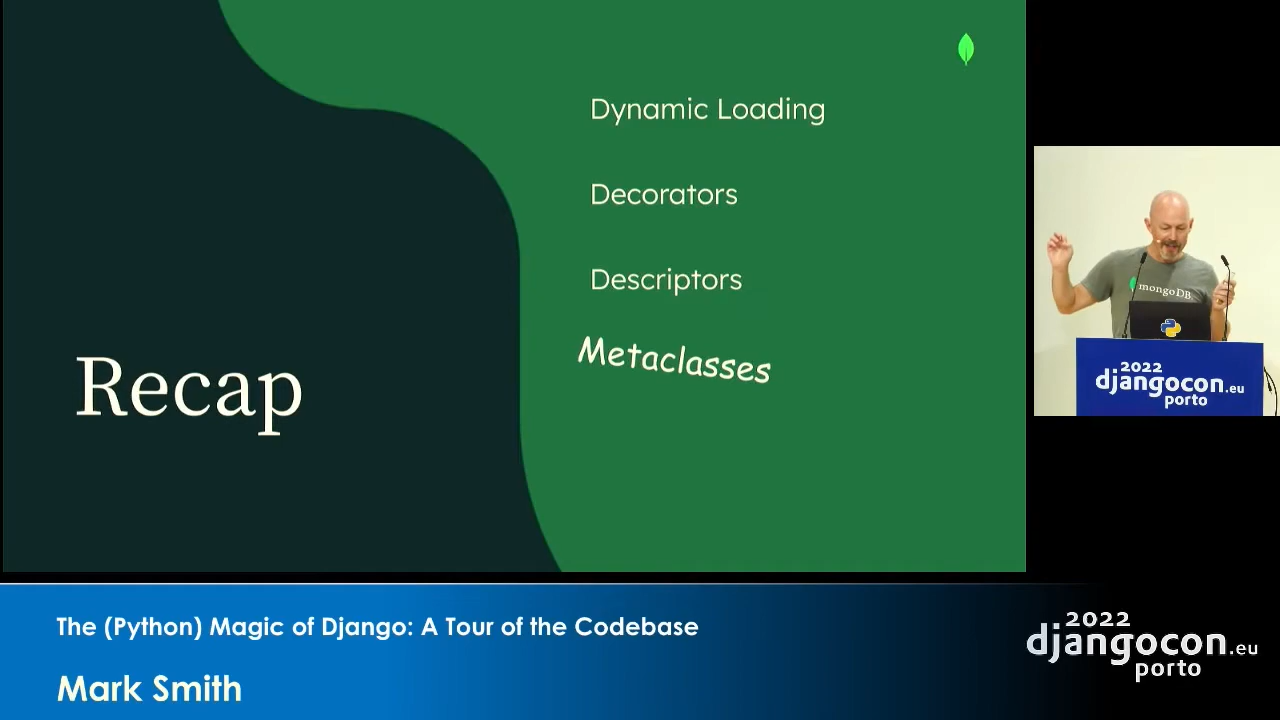 Dynamic Loading
Decorators
Descriptors
Metaclasses
Recap
mongoDB
2022
djangocon.eu
porto
The (Python) Magic of Django: A Tour of the Codebase
Mark Smith
2022
djangocon.eu
porto